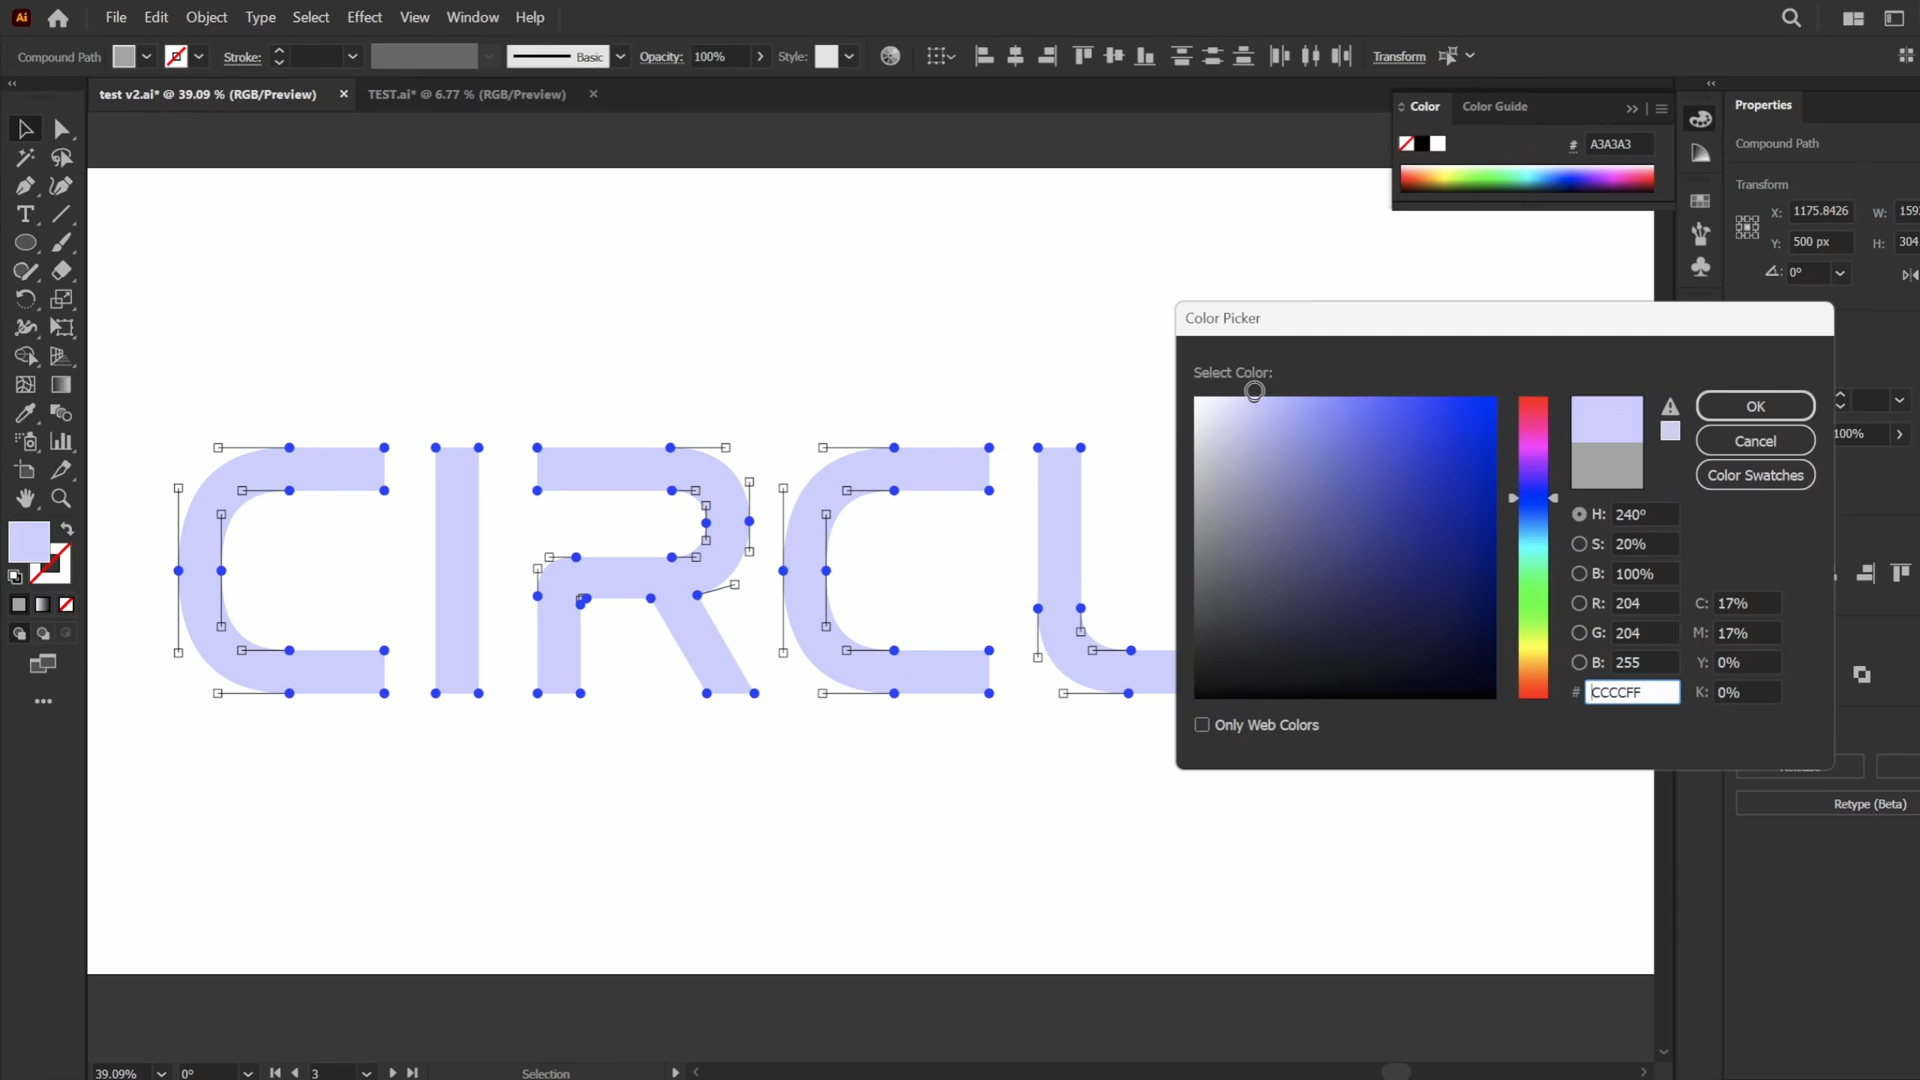 Ai File Edit Object Type Select Effect View Window Help
Compound Path Stroke: Basic Opacity: 100% Style: Transform
test v2.ai* @ 39.09 % (RGB/Preview) × TEST.ai* @ 6.77 % (RGB/Preview) ×
Color Color Guide
# A3A3A3
Properties
Compound Path
Transform
X: 1175.8426 W: 1592
Y: 500 px H: 304
0°
100%
Retype (Beta)
CIRCL
Color Picker
Select Color:
OK
Cancel
Color Swatches
H: 240°
S: 20%
B: 100%
R: 204 C: 17%
G: 204 M: 17%
B: 255 Y: 0%
# CCCCFF K: 0%
Only Web Colors
39.09% 0° 3 Selection